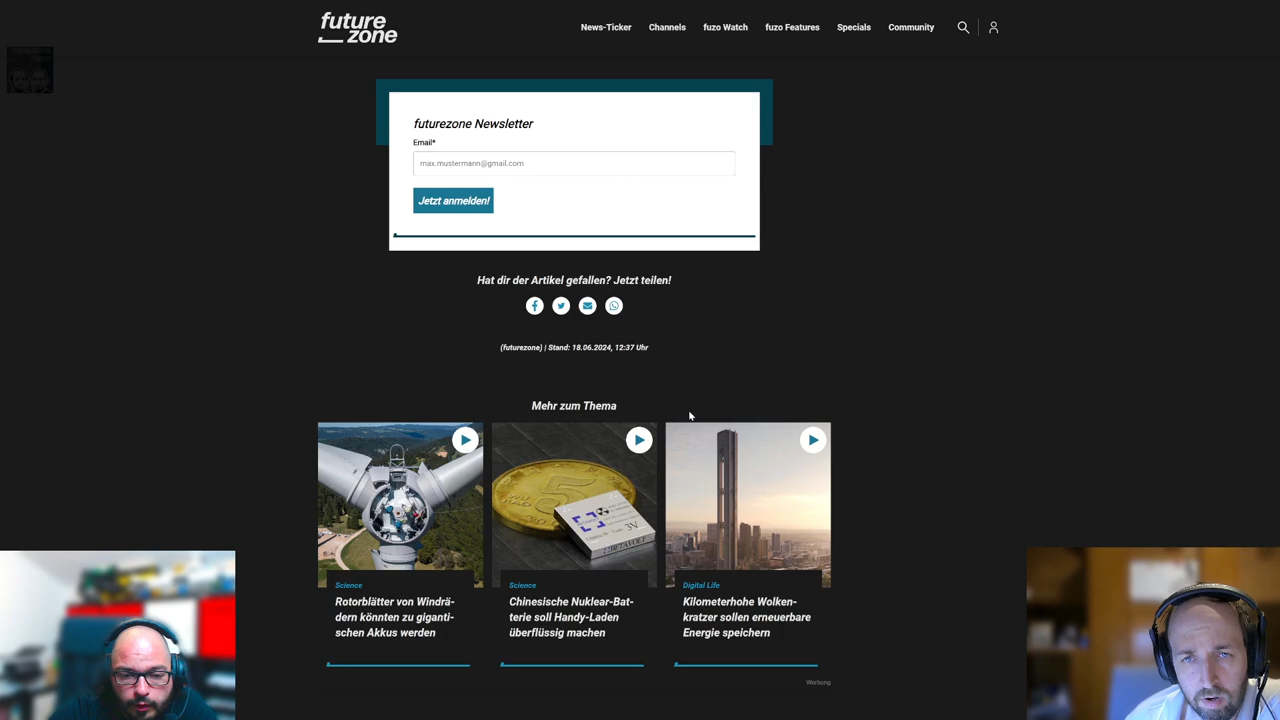 future
zone
News-Ticker
Channels
fuzo Watch
fuzo Features
Specials
Community
futurezone Newsletter
Email*
max.mustermann@gmail.com
Jetzt anmelden!
Hat dir der Artikel gefallen? Jetzt teilen!
(futurezone) | Stand: 18.06.2024, 12:37 Uhr
Mehr zum Thema
Science
Rotorblätter von Windrä-
dern könnten zu giganti-
schen Akkus werden
3V
BETAVOLT
Science
Chinesische Nuklear-Bat-
terie soll Handy-Laden
überflüssig machen
Digital Life
Kilometerhohe Wolken-
kratzer sollen erneuerbare
Energie speichern
Werbung